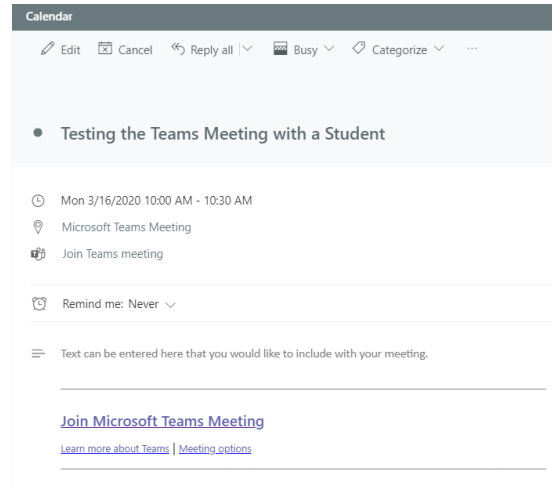 Calendar
Edit Cancel Reply all Busy Categorize ...
Testing the Teams Meeting with a Student
Mon 3/16/2020 10:00 AM - 10:30 AM
Microsoft Teams Meeting
Join Teams meeting
Remind me: Never
Text can be entered here that you would like to include with your meeting.
Join Microsoft Teams Meeting
Learn more about Teams | Meeting options